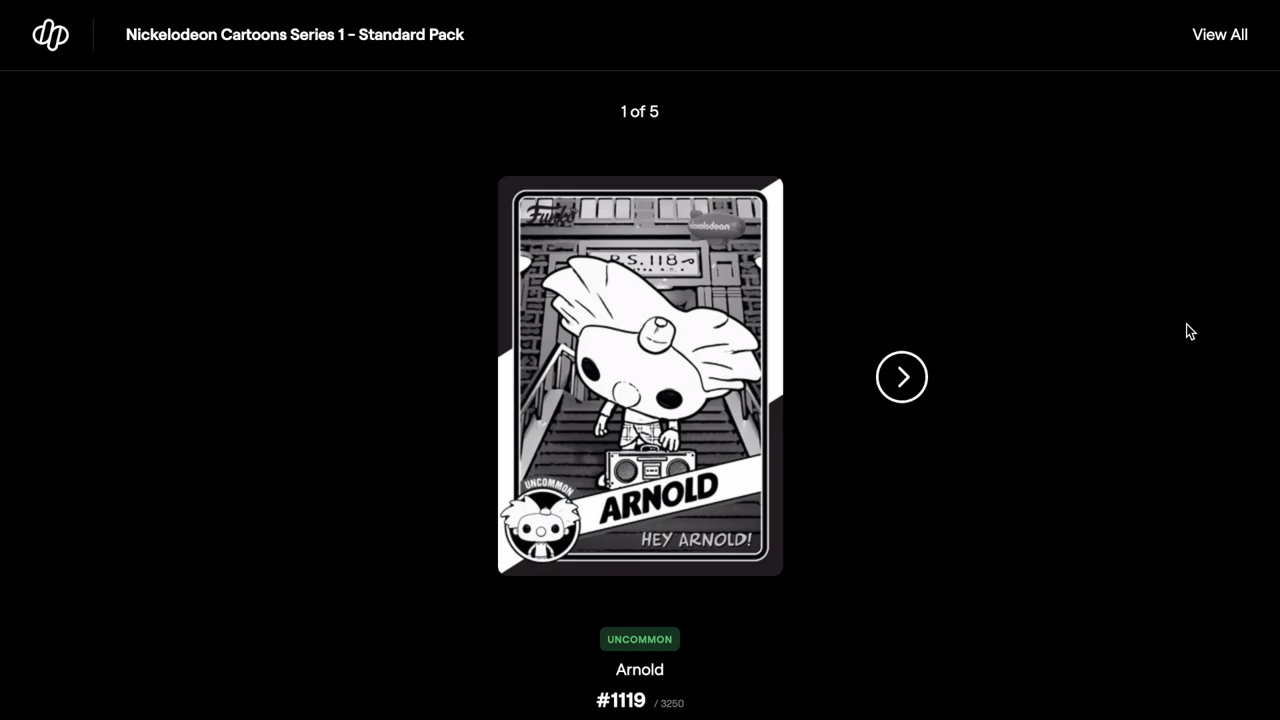 Nickelodeon Cartoons Series 1 - Standard Pack
View All
1 of 5
Funko
nickelodeon
P.S. 118
UNCOMMON
ARNOLD
HEY ARNOLD!
UNCOMMON
Arnold
#1119 / 3250